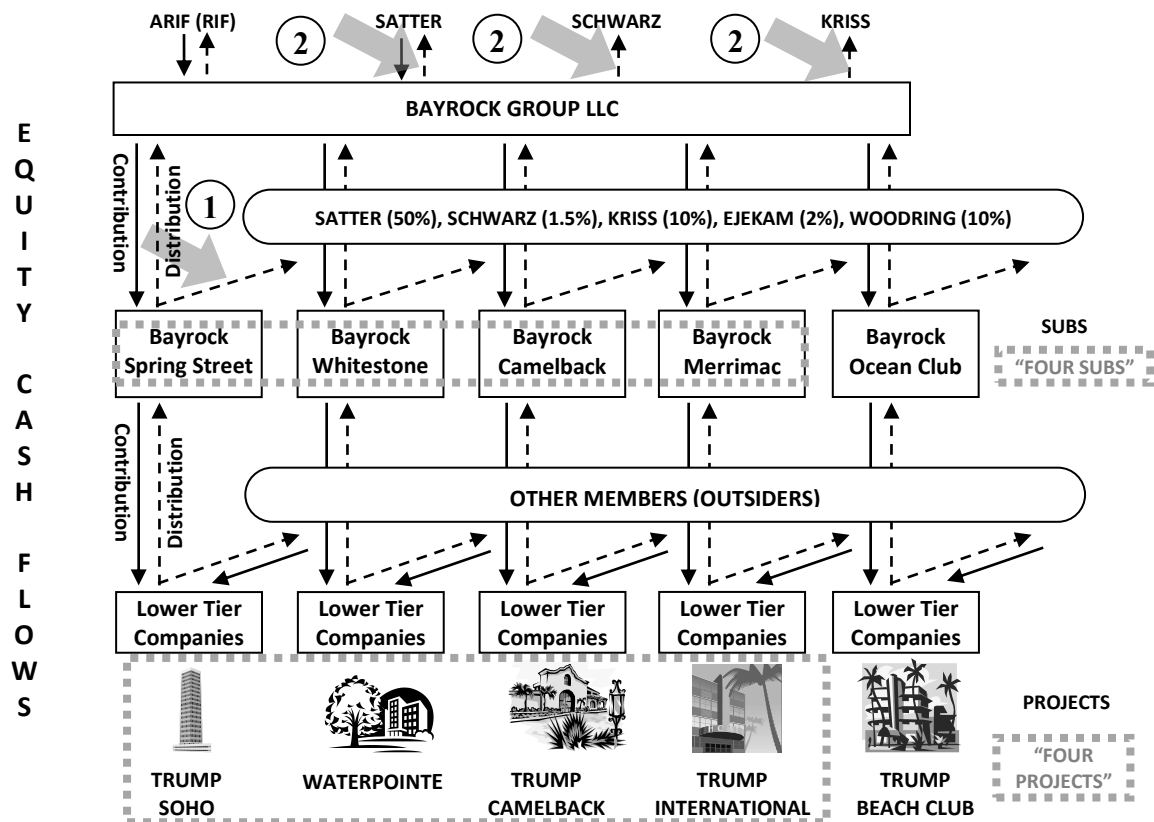 ARIF (RIF)
2
SATTER
2
SCHWARZ
2
KRISS
BAYROCK GROUP LLC
EQUITY CASH FLOWS
Contribution
Distribution
1
SATTER (50%), SCHWARZ (1.5%), KRISS (10%), EJEKAM (2%), WOODRING (10%)
Bayrock
Spring Street
Bayrock
Whitestone
Bayrock
Camelback
Bayrock
Merrimac
Bayrock
Ocean Club
SUBS
"FOUR SUBS"
Contribution
Distribution
OTHER MEMBERS (OUTSIDERS)
Lower Tier
Companies
Lower Tier
Companies
Lower Tier
Companies
Lower Tier
Companies
Lower Tier
Companies
PROJECTS
"FOUR
PROJECTS"
TRUMP
SOHO
WATERPOINTE
TRUMP
CAMELBACK
TRUMP
INTERNATIONAL
TRUMP
BEACH CLUB